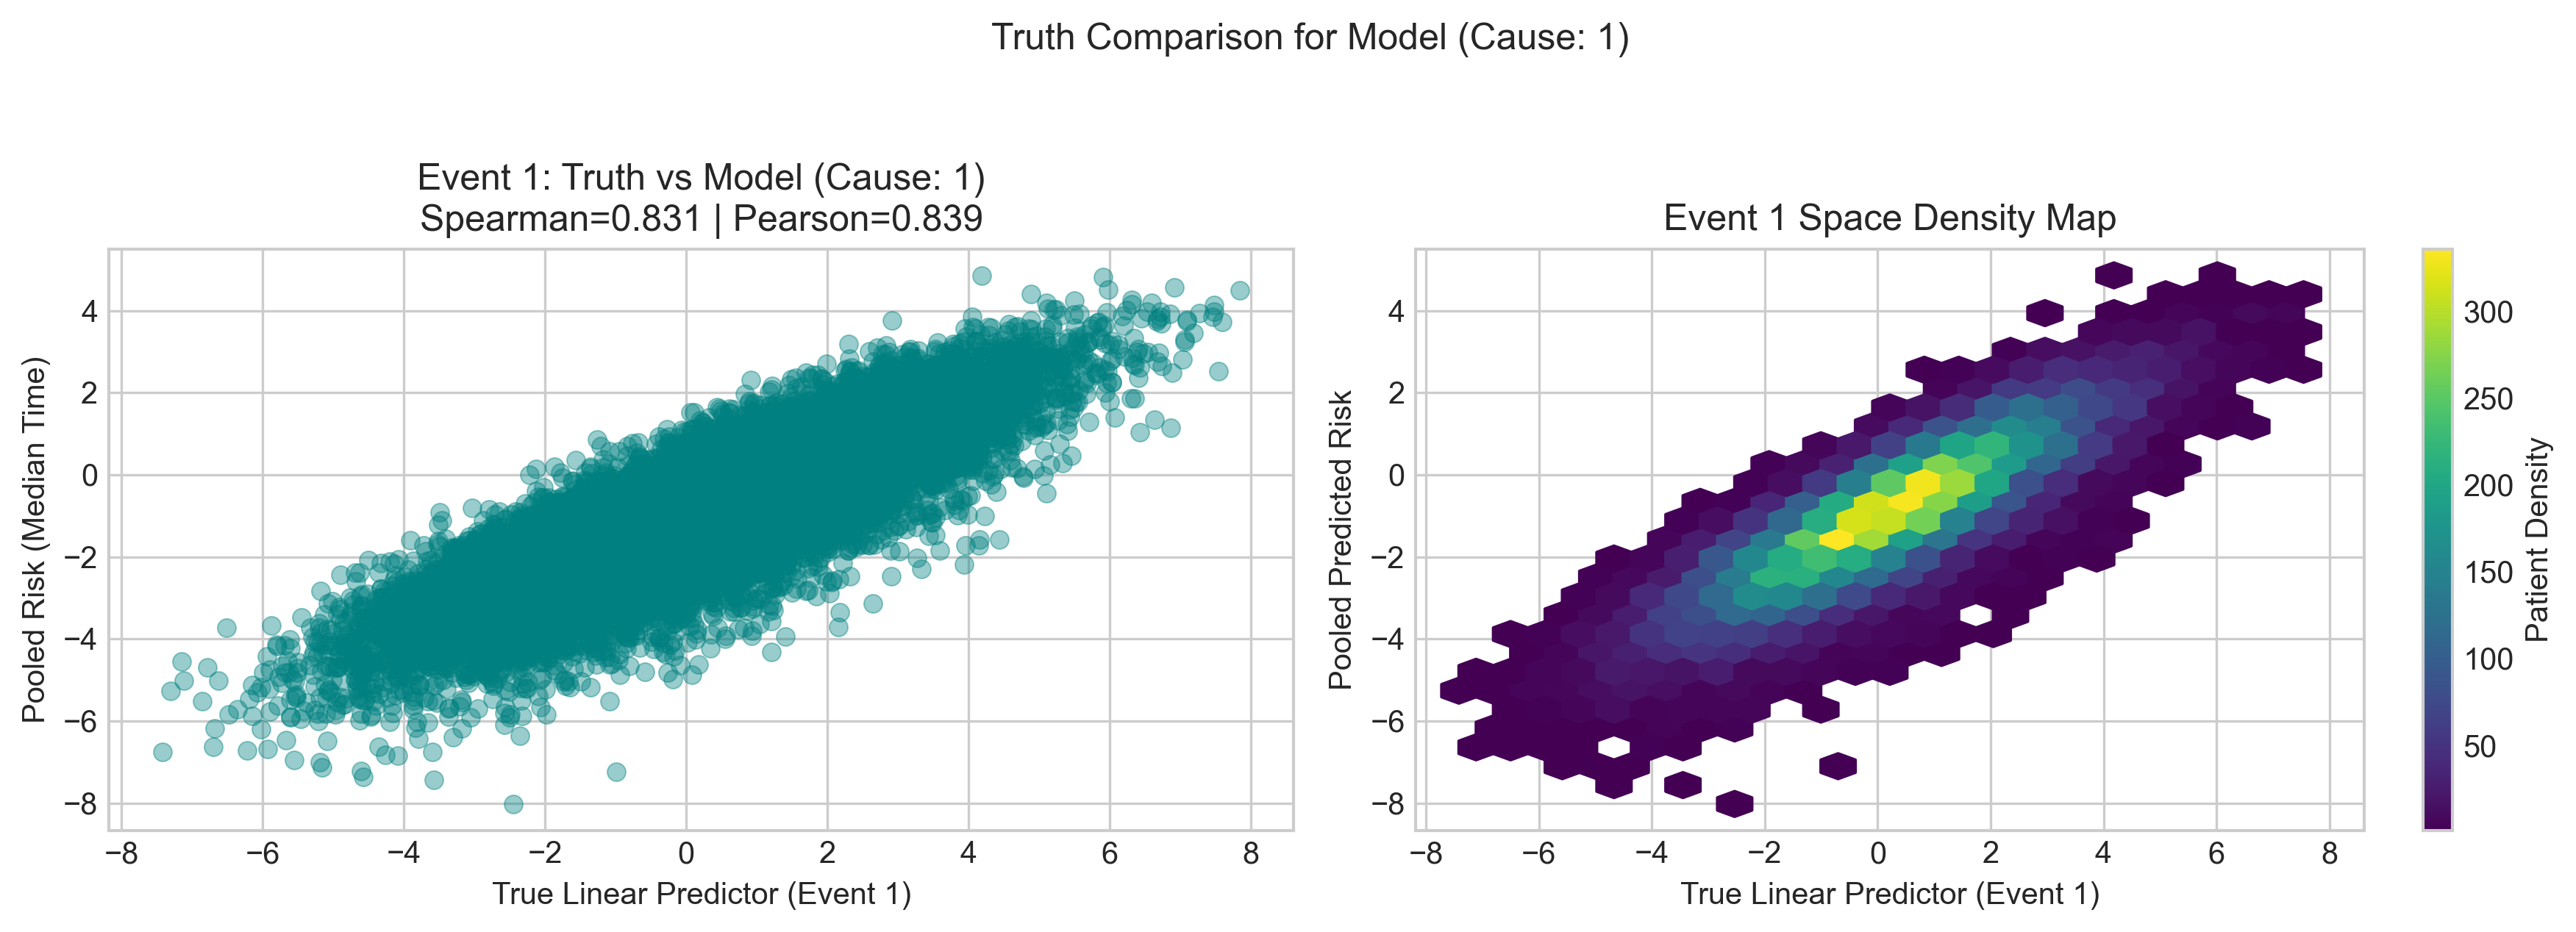 Truth Comparison for Model (Cause: 1)
Event 1: Truth vs Model (Cause: 1)
Spearman=0.831 | Pearson=0.839
Pooled Risk (Median Time)
4
2
0
−2
−4
−6
−8
−8 −6 −4 −2 0 2 4 6 8
True Linear Predictor (Event 1)
Event 1 Space Density Map
Pooled Predicted Risk
4
2
0
−2
−4
−6
−8
−8 −6 −4 −2 0 2 4 6 8
True Linear Predictor (Event 1)
300
250
200
150
100
50
Patient Density